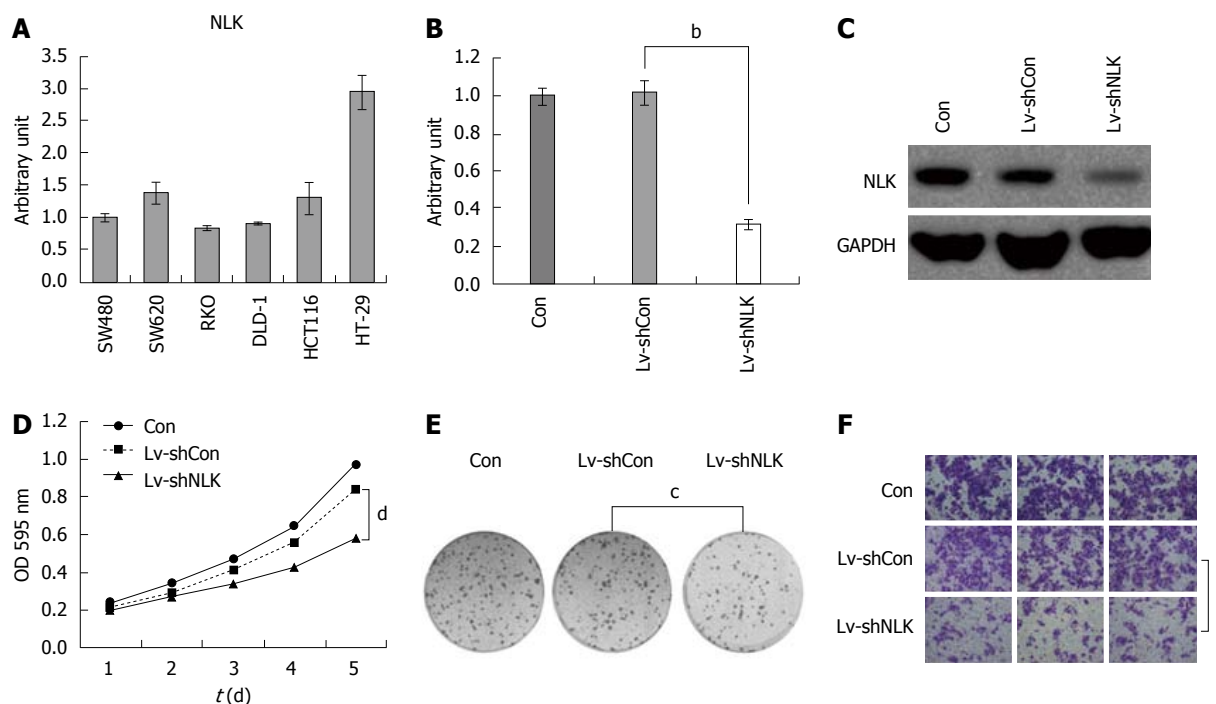 A
NLK
Arbitrary unit
3.5
3.0
2.5
2.0
1.5
1.0
0.5
0.0
SW480
SW620
RKO
DLD-1
HCT116
HT-29
B
b
Arbitrary unit
1.2
1.0
0.8
0.6
0.4
0.2
0.0
Con
Lv-shCon
Lv-shNLK
C
Con
Lv-shCon
Lv-shNLK
NLK
GAPDH
D
OD 595 nm
1.2
1.0
0.8
0.6
0.4
0.2
0.0
Con
Lv-shCon
Lv-shNLK
d
1 2 3 4 5
t (d)
E
Con Lv-shCon Lv-shNLK
c
F
Con
Lv-shCon
Lv-shNLK